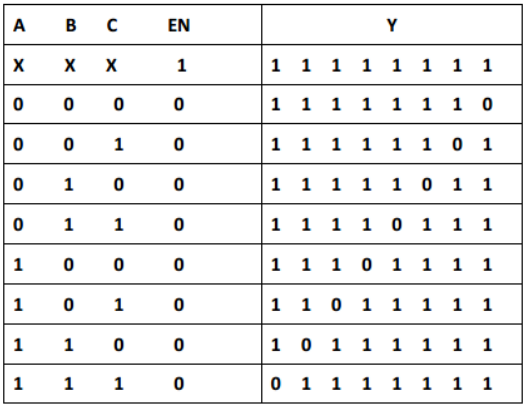 A B C EN Y
X X X 1 1 1 1 1 1 1 1 1
0 0 0 0 1 1 1 1 1 1 1 0
0 0 1 0 1 1 1 1 1 1 0 1
0 1 0 0 1 1 1 1 1 0 1 1
0 1 1 0 1 1 1 1 0 1 1 1
1 0 0 0 1 1 1 0 1 1 1 1
1 0 1 0 1 1 0 1 1 1 1 1
1 1 0 0 1 0 1 1 1 1 1 1
1 1 1 0 0 1 1 1 1 1 1 1